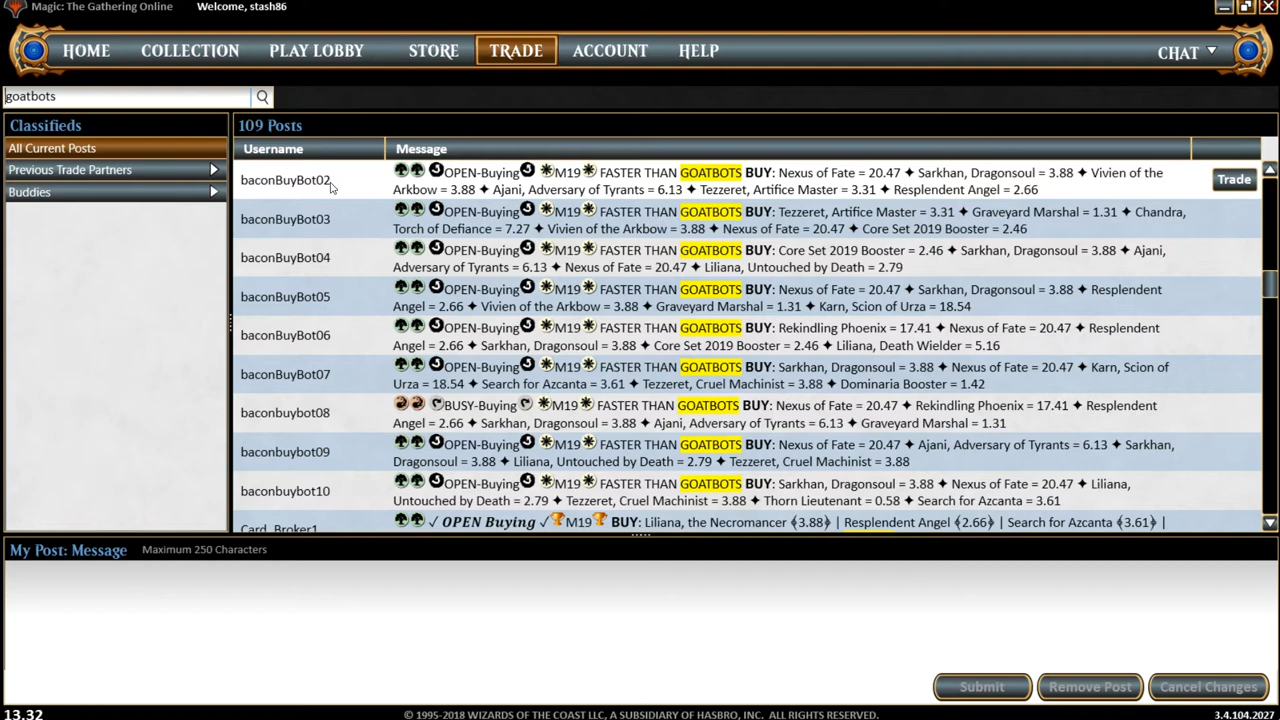 Magic: The Gathering Online Welcome, stash86
HOME COLLECTION PLAY LOBBY STORE TRADE ACCOUNT HELP CHAT
goatbots
Classifieds
All Current Posts
Previous Trade Partners
Buddies
109 Posts
Username Message
baconBuyBot02
OPEN-Buying M19 FASTER THAN GOATBOTS BUY: Nexus of Fate = 20.47 ✦ Sarkhan, Dragonsoul = 3.88 ✦ Vivien of the
Arkbow = 3.88 ✦ Ajani, Adversary of Tyrants = 6.13 ✦ Tezzeret, Artifice Master = 3.31 ✦ Resplendent Angel = 2.66
Trade
baconBuyBot03
OPEN-Buying M19 FASTER THAN GOATBOTS BUY: Tezzeret, Artifice Master = 3.31 ✦ Graveyard Marshal = 1.31 ✦ Chandra,
Torch of Defiance = 7.27 ✦ Vivien of the Arkbow = 3.88 ✦ Nexus of Fate = 20.47 ✦ Core Set 2019 Booster = 2.46
baconBuyBot04
OPEN-Buying M19 FASTER THAN GOATBOTS BUY: Core Set 2019 Booster = 2.46 ✦ Sarkhan, Dragonsoul = 3.88 ✦ Ajani,
Adversary of Tyrants = 6.13 ✦ Nexus of Fate = 20.47 ✦ Liliana, Untouched by Death = 2.79
baconBuyBot05
OPEN-Buying M19 FASTER THAN GOATBOTS BUY: Nexus of Fate = 20.47 ✦ Sarkhan, Dragonsoul = 3.88 ✦ Resplendent
Angel = 2.66 ✦ Vivien of the Arkbow = 3.88 ✦ Graveyard Marshal = 1.31 ✦ Karn, Scion of Urza = 18.54
baconBuyBot06
OPEN-Buying M19 FASTER THAN GOATBOTS BUY: Rekindling Phoenix = 17.41 ✦ Nexus of Fate = 20.47 ✦ Resplendent
Angel = 2.66 ✦ Sarkhan, Dragonsoul = 3.88 ✦ Core Set 2019 Booster = 2.46 ✦ Liliana, Death Wielder = 5.16
baconBuyBot07
OPEN-Buying M19 FASTER THAN GOATBOTS BUY: Sarkhan, Dragonsoul = 3.88 ✦ Nexus of Fate = 20.47 ✦ Karn, Scion of
Urza = 18.54 ✦ Search for Azcanta = 3.61 ✦ Tezzeret, Cruel Machinist = 3.88 ✦ Dominaria Booster = 1.42
baconbuybot08
BUSY-Buying M19 FASTER THAN GOATBOTS BUY: Nexus of Fate = 20.47 ✦ Rekindling Phoenix = 17.41 ✦ Resplendent
Angel = 2.66 ✦ Sarkhan, Dragonsoul = 3.88 ✦ Ajani, Adversary of Tyrants = 6.13 ✦ Graveyard Marshal = 1.31
baconbuybot09
OPEN-Buying M19 FASTER THAN GOATBOTS BUY: Nexus of Fate = 20.47 ✦ Ajani, Adversary of Tyrants = 6.13 ✦ Sarkhan,
Dragonsoul = 3.88 ✦ Liliana, Untouched by Death = 2.79 ✦ Tezzeret, Cruel Machinist = 3.88
baconbuybot10
OPEN-Buying M19 FASTER THAN GOATBOTS BUY: Sarkhan, Dragonsoul = 3.88 ✦ Nexus of Fate = 20.47 ✦ Liliana,
Untouched by Death = 2.79 ✦ Tezzeret, Cruel Machinist = 3.88 ✦ Thorn Lieutenant = 0.58 ✦ Search for Azcanta = 3.61
Card_Broker1
✓ OPEN Buying ✓ M19 BUY: Liliana, the Necromancer ⦃3.88⦄ | Resplendent Angel ⦃2.66⦄ | Search for Azcanta ⦃3.61⦄ |
My Post: Message Maximum 250 Characters
Submit Remove Post Cancel Changes
13.32 © 1995-2018 WIZARDS OF THE COAST LLC, A SUBSIDIARY OF HASBRO, INC. ALL RIGHTS RESERVED. 3.4.104.2027